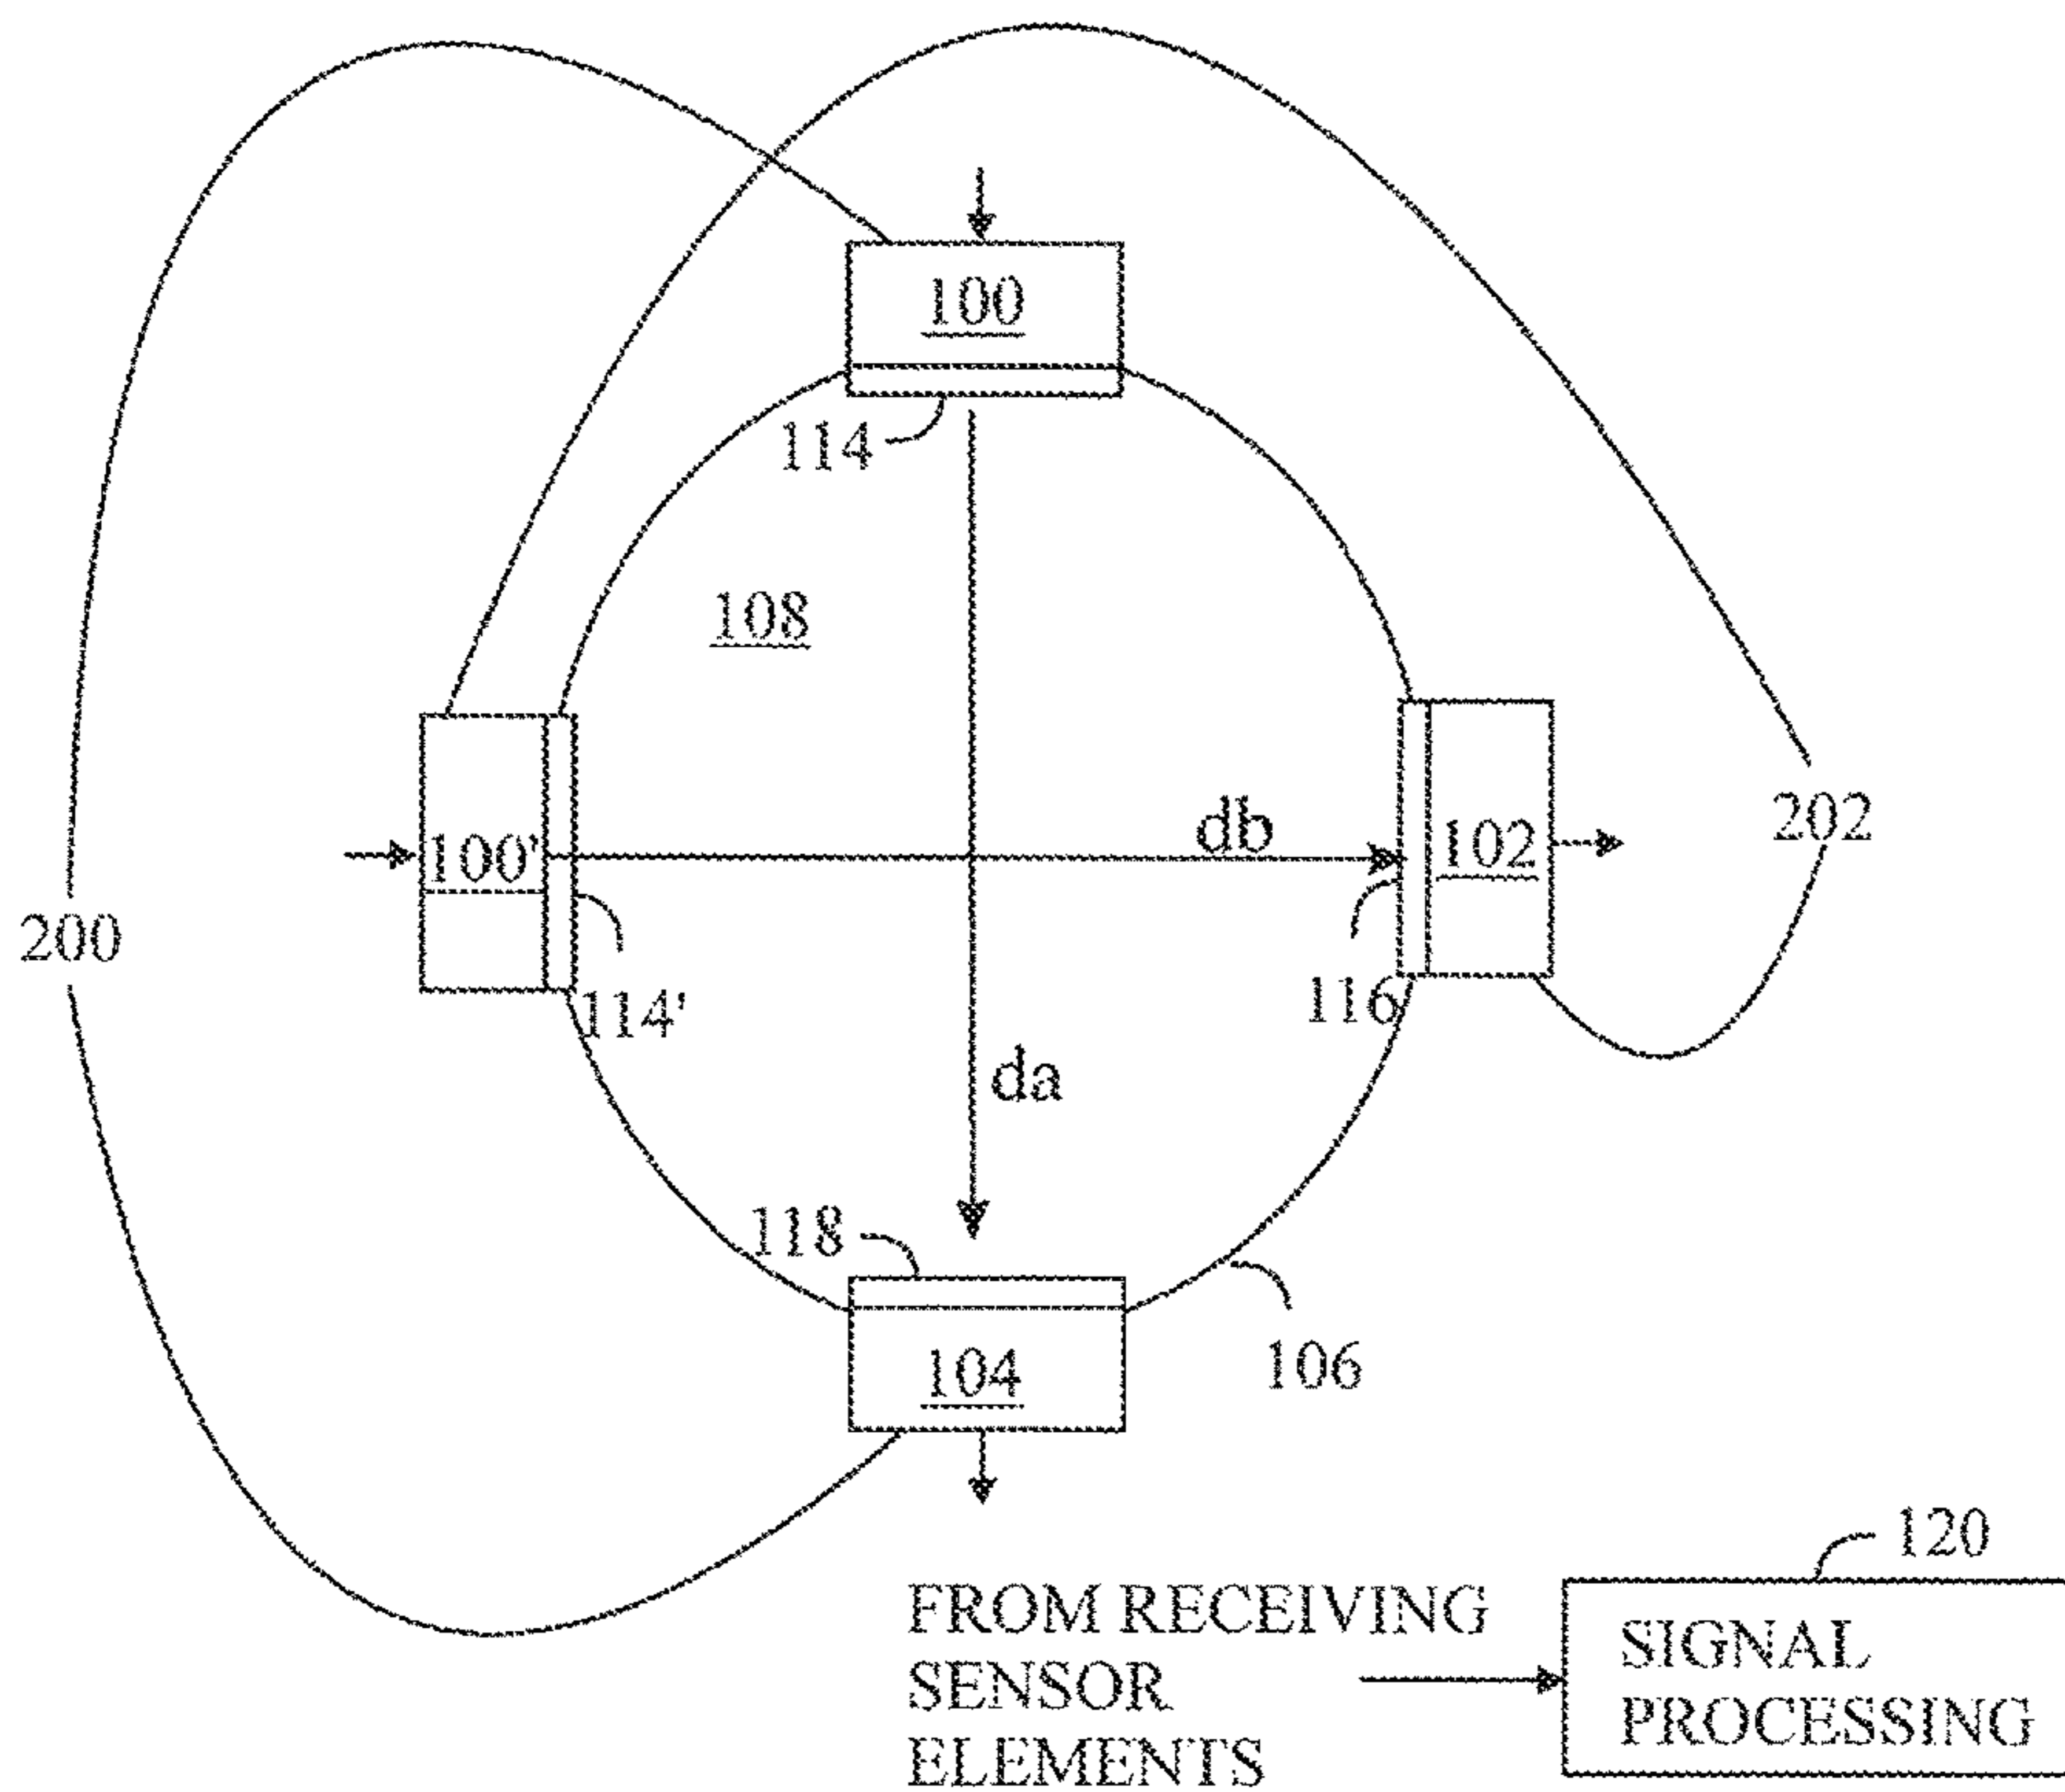 100
114
108
100'
db
102
202
200
114'
116
da
118
104
106
120
FROM RECEIVING
SENSOR
ELEMENTS
SIGNAL
PROCESSING